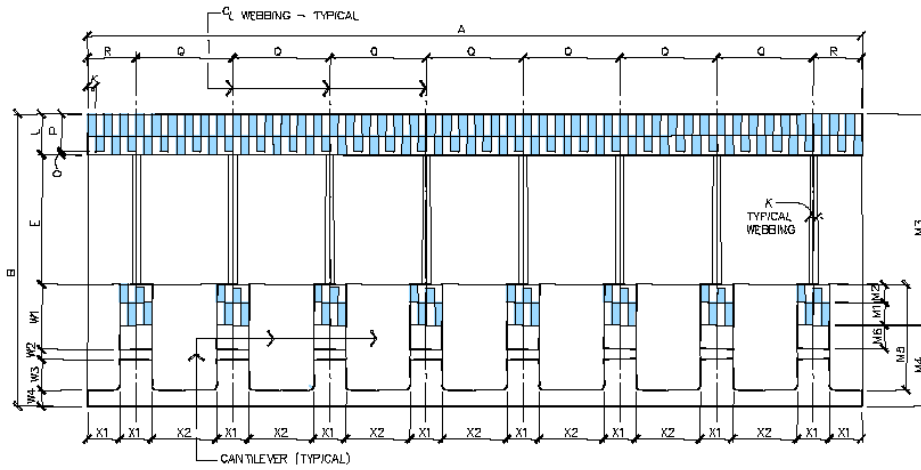 CL WEBBING - TYPICAL
A
R Q Q Q Q Q Q Q R
K
L P
O
E
B
K
TYPICAL
WEBBING
M3
W1
W2
W3
W4
M2
M1
M6
M5
M4
X1 X1 X2 X1 X2 X1 X2 X1 X2 X1 X2 X1 X2 X1 X2 X1 X1
CANTILEVER (TYPICAL)